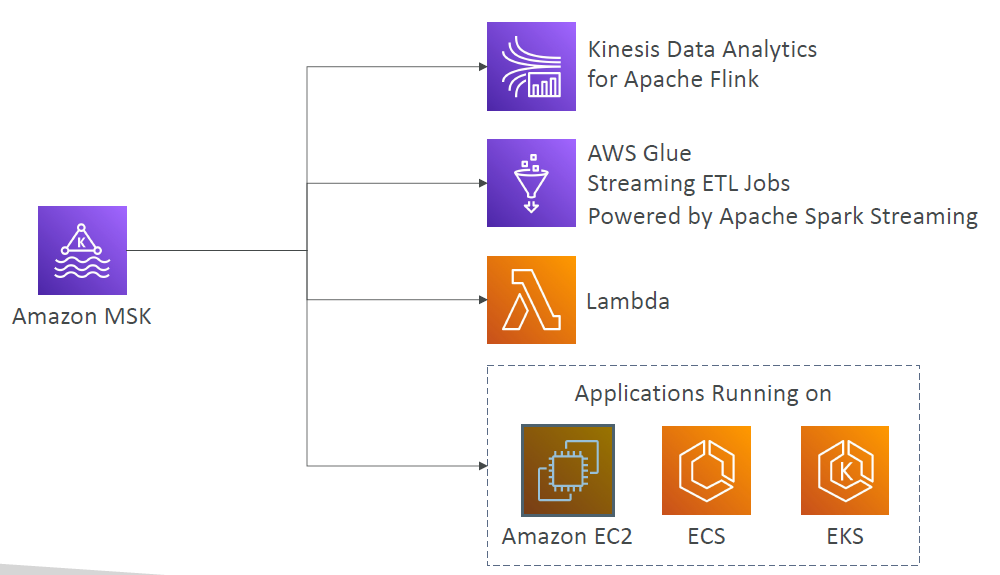 Kinesis Data Analytics
for Apache Flink
AWS Glue
Streaming ETL Jobs
Powered by Apache Spark Streaming
K
Amazon MSK
Lambda
Applications Running on
K
Amazon EC2
ECS
EKS